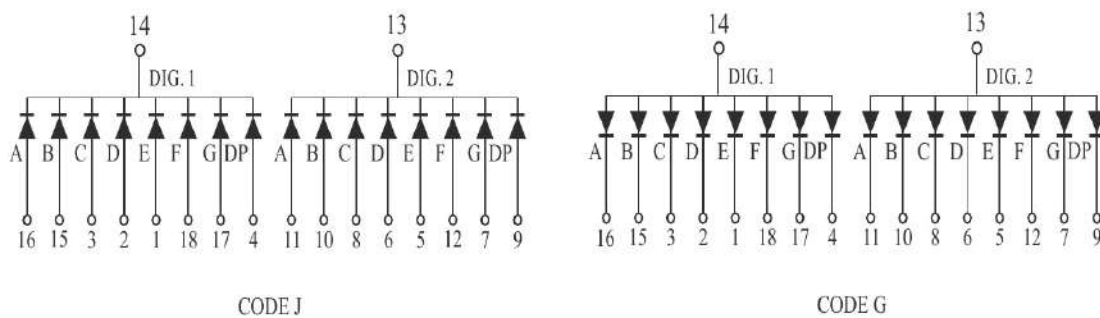 14 13 14 13
DIG. 1 DIG. 2 DIG. 1 DIG. 2
A B C D E F G DP A B C D E F G DP A B C D E F G DP A B C D E F G DP
16 15 3 2 1 18 17 4 11 10 8 6 5 12 7 9 16 15 3 2 1 18 17 4 11 10 8 6 5 12 7 9
CODE J CODE G